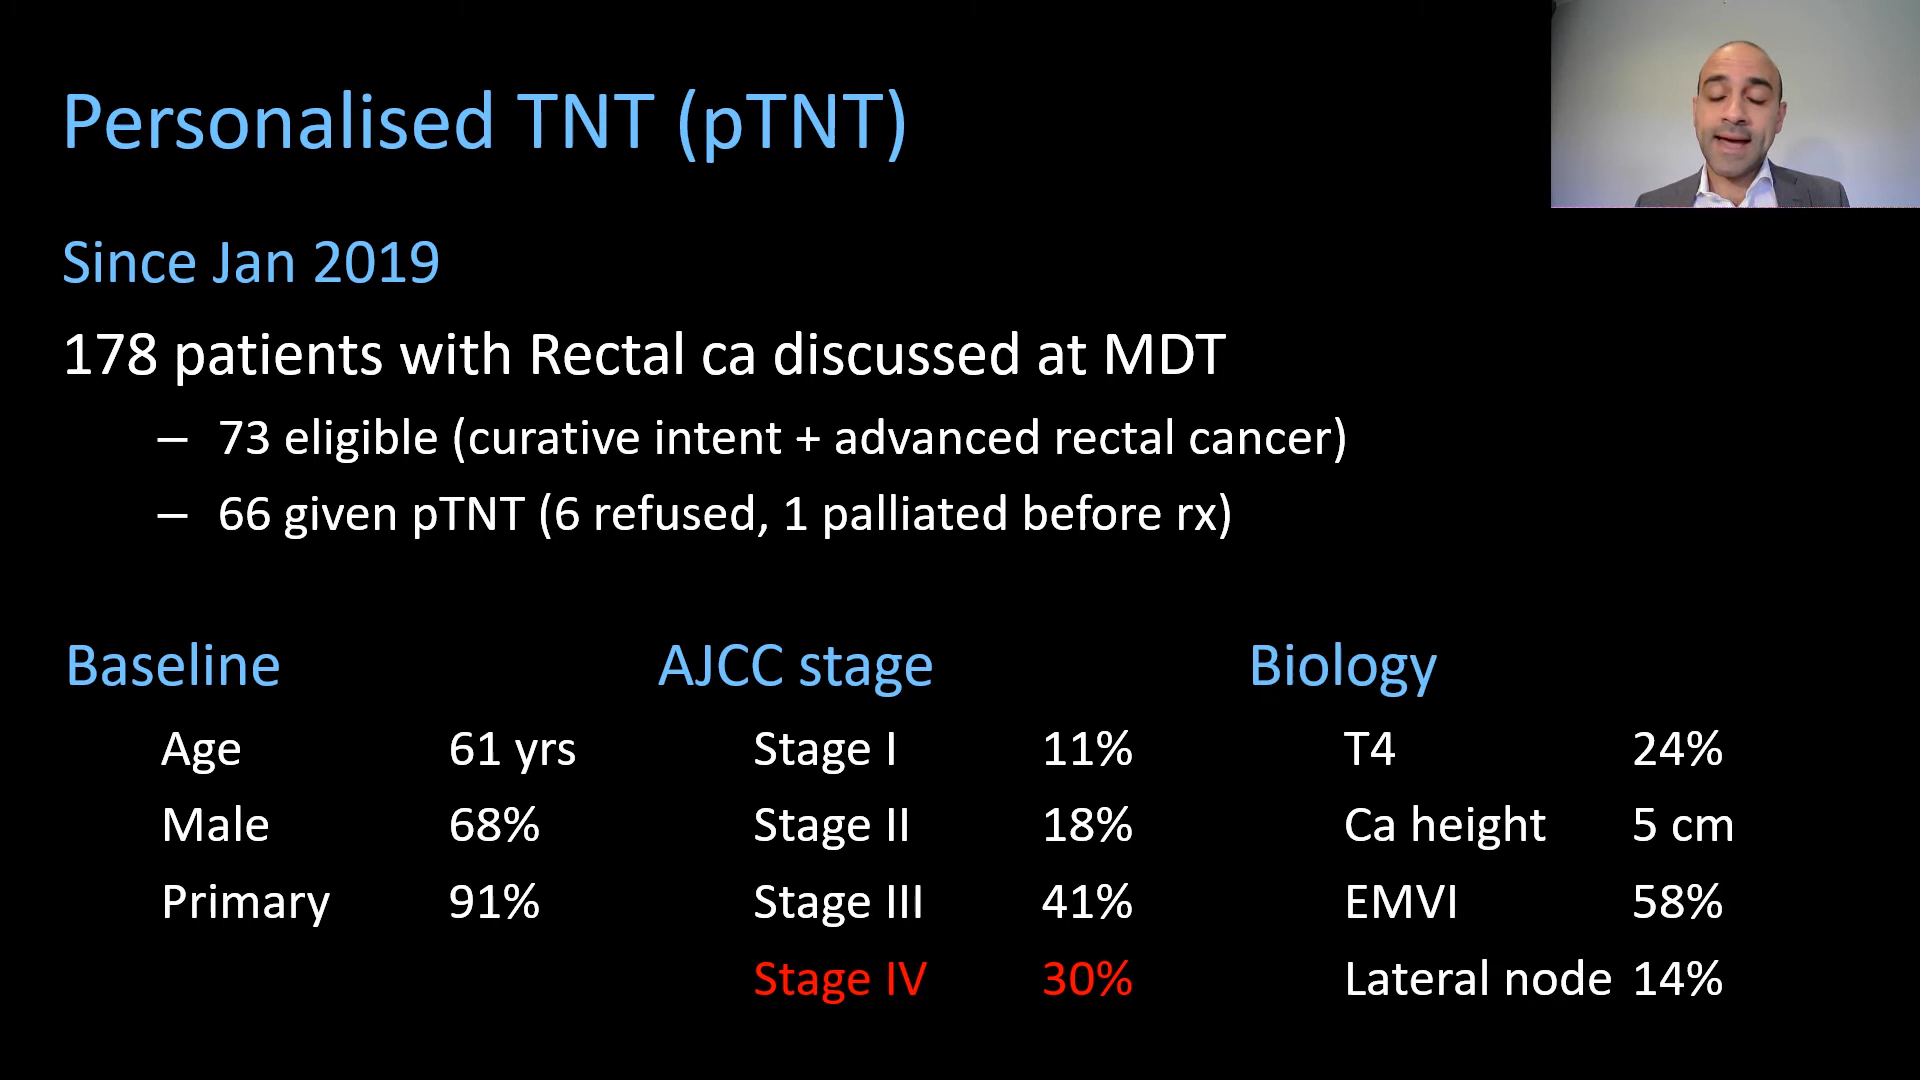 Personalised TNT (pTNT)
Since Jan 2019
178 patients with Rectal ca discussed at MDT
– 73 eligible (curative intent + advanced rectal cancer)
– 66 given pTNT (6 refused, 1 palliated before rx)
Baseline
Age 61 yrs
Male 68%
Primary 91%
AJCC stage
Stage I 11%
Stage II 18%
Stage III 41%
Stage IV 30%
Biology
T4 24%
Ca height 5 cm
EMVI 58%
Lateral node 14%